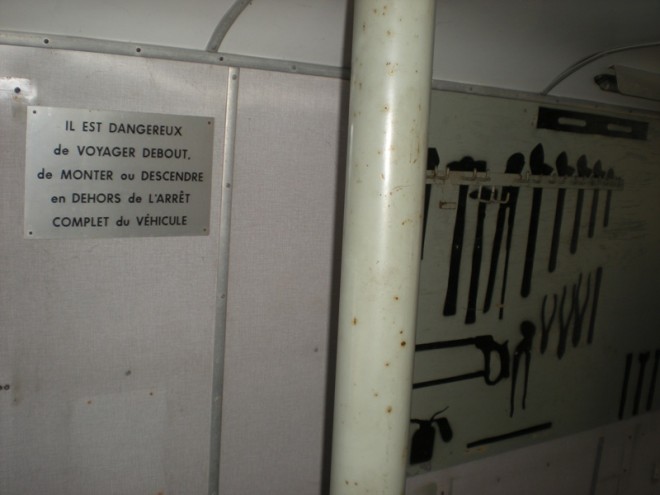 IL EST DANGEREUX
de VOYAGER DEBOUT,
de MONTER ou DESCENDRE
en DEHORS de L'ARRÊT
COMPLET du VÉHICULE